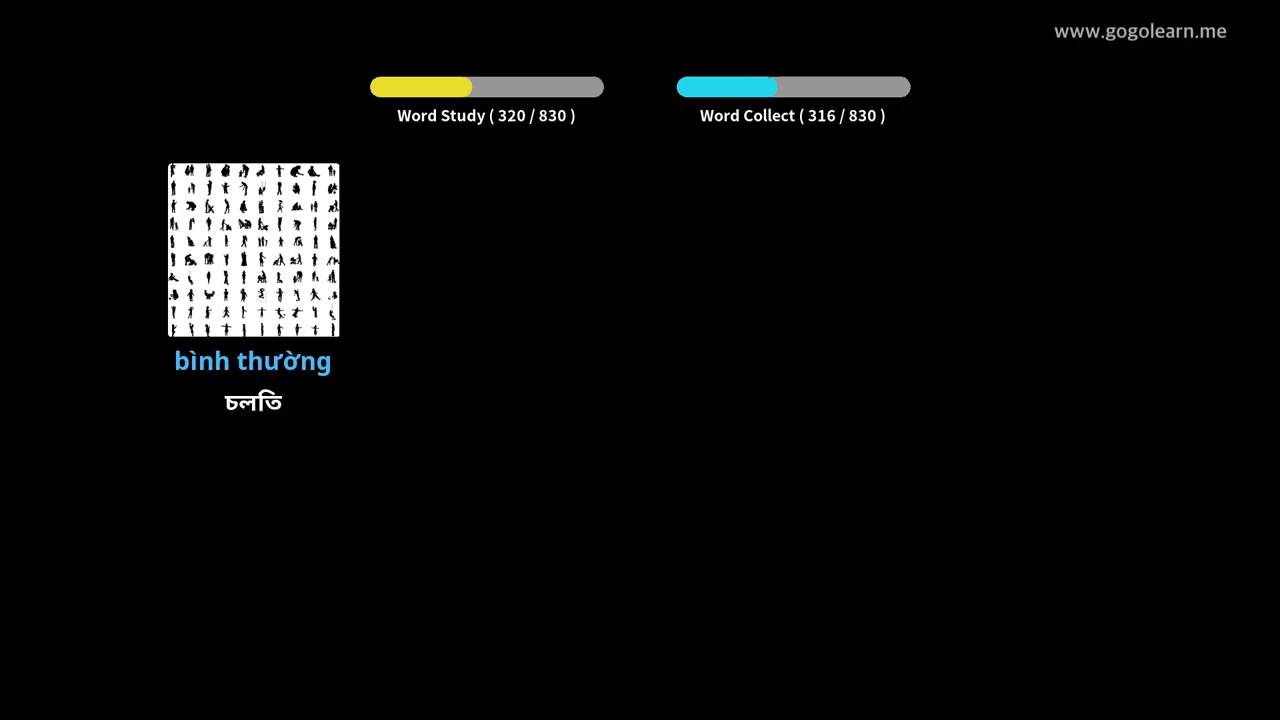 www.gogolearn.me
Word Study ( 320 / 830 )
Word Collect ( 316 / 830 )
bình thường
চলতি